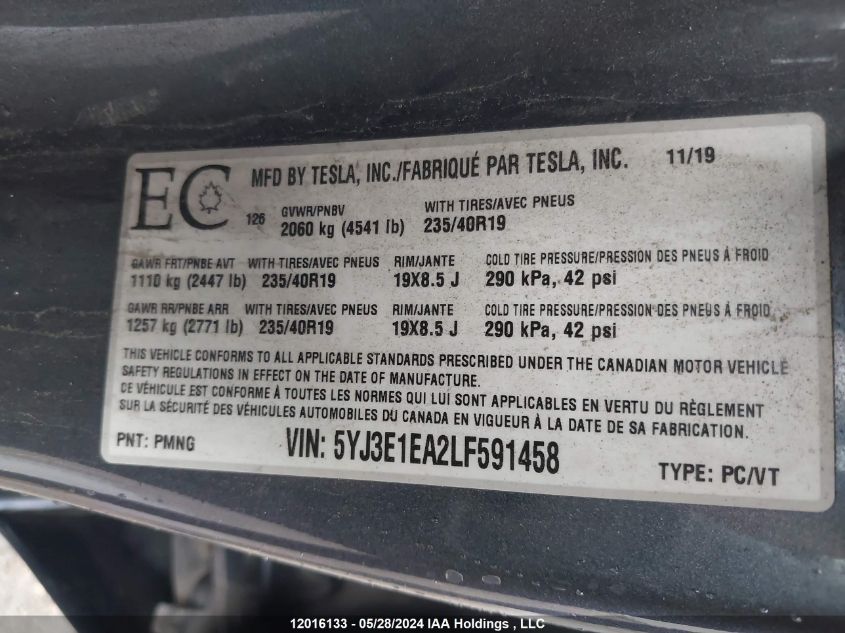 EC
MFD BY TESLA, INC./FABRIQUÉ PAR TESLA, INC. 11/19
126 GVWR/PNBV WITH TIRES/AVEC PNEUS
2060 kg (4541 lb) 235/40R19
GAWR FRT/PNBE AVT WITH TIRES/AVEC PNEUS RIM/JANTE COLD TIRE PRESSURE/PRESSION DES PNEUS À FROID
1110 kg (2447 lb) 235/40R19 19X8.5 J 290 kPa, 42 psi
GAWR RR/PNBE ARR WITH TIRES/AVEC PNEUS RIM/JANTE COLD TIRE PRESSURE/PRESSION DES PNEUS À FROID
1257 kg (2771 lb) 235/40R19 19X8.5 J 290 kPa, 42 psi
THIS VEHICLE CONFORMS TO ALL APPLICABLE STANDARDS PRESCRIBED UNDER THE CANADIAN MOTOR VEHICLE
SAFETY REGULATIONS IN EFFECT ON THE DATE OF MANUFACTURE.
CE VÉHICULE EST CONFORME À TOUTES LES NORMES QUI LUI SONT APPLICABLES EN VERTU DU RÈGLEMENT
SUR LA SÉCURITÉ DES VÉHICULES AUTOMOBILES DU CANADA EN VIGUEUR À LA DATE DE SA FABRICATION.
PNT: PMNG VIN: 5YJ3E1EA2LF591458 TYPE: PC/VT
12016133 - 05/28/2024 IAA Holdings , LLC